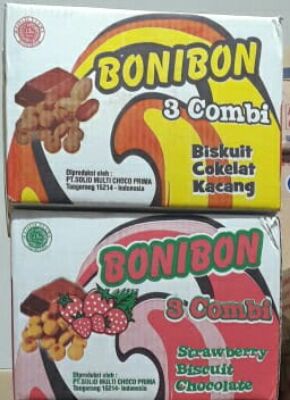 BONIBON
3 Combi
Biskuit
Cokelat
Kacang
Diproduksi oleh :
PT.SOLID MULTI CHOCO PRIMA
Tangerang 15214 - Indonesia
BONIBON
3 Combi
Strawberry
Biscuit
Chocolate
Diproduksi oleh :
PT.SOLID MULTI CHOCO PRIMA
Tangerang 15214 - Indonesia